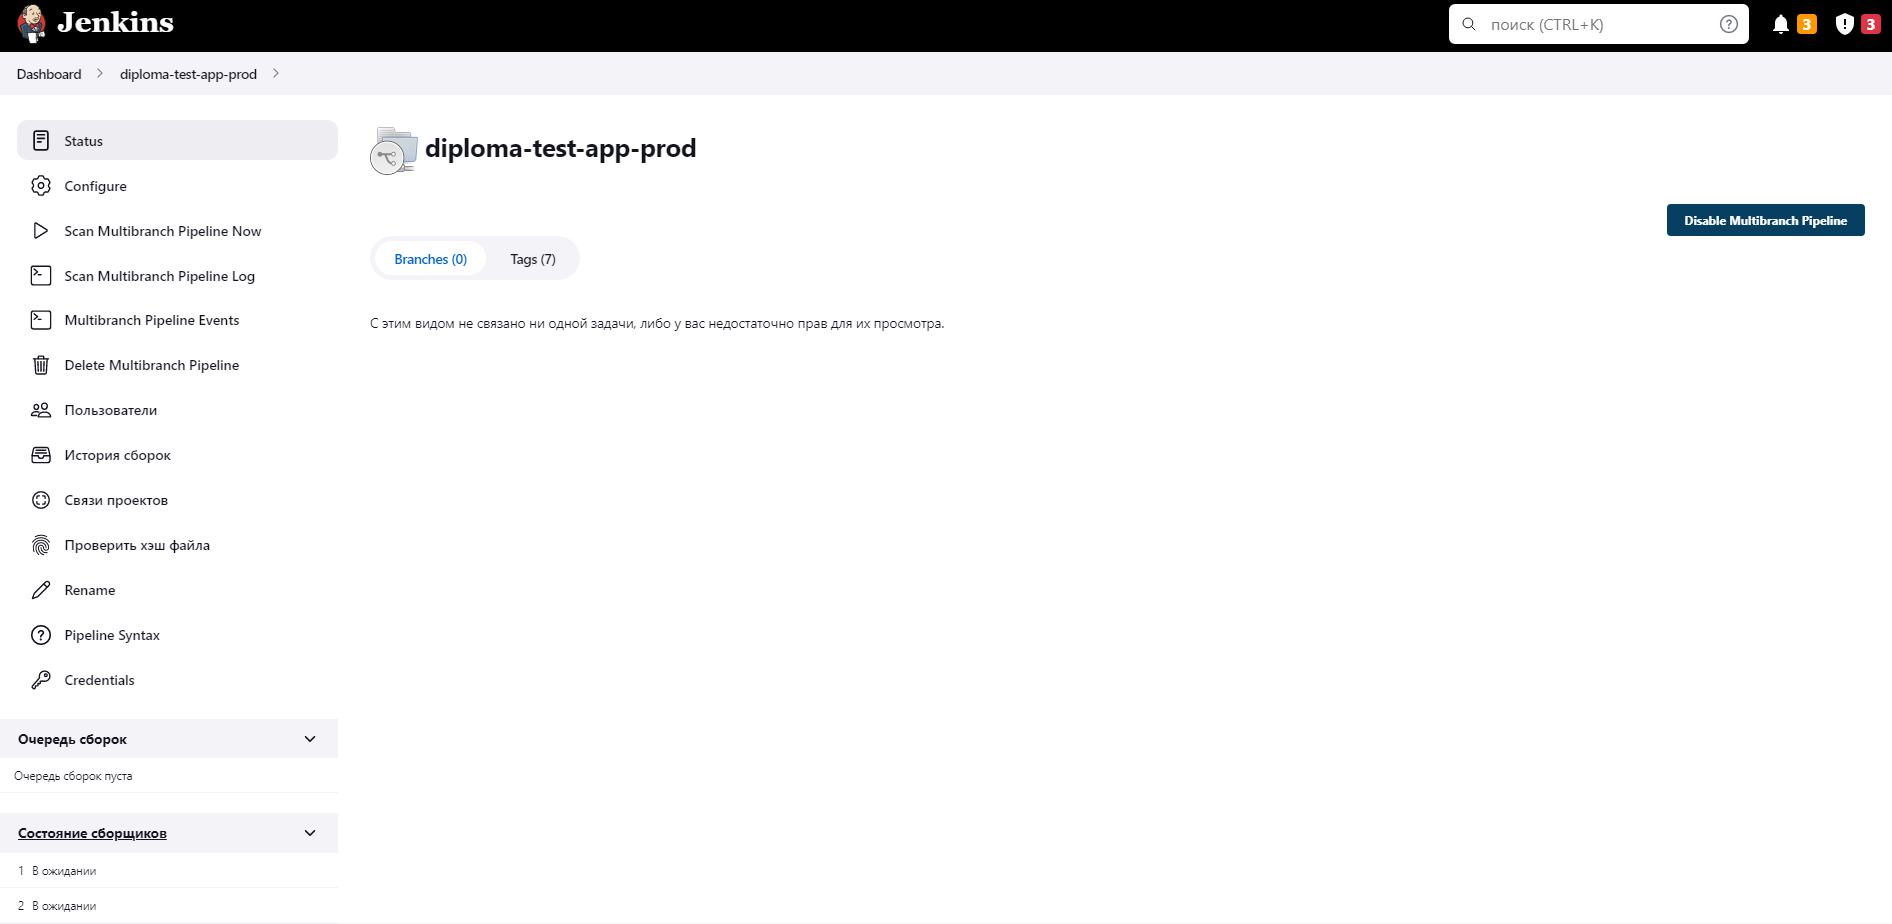 Jenkins
поиск (CTRL+K)
3
3
Dashboard
diploma-test-app-prod
Status
Configure
Scan Multibranch Pipeline Now
Scan Multibranch Pipeline Log
Multibranch Pipeline Events
Delete Multibranch Pipeline
Пользователи
История сборок
Связи проектов
Проверить хэш файла
Rename
Pipeline Syntax
Credentials
Очередь сборок
Очередь сборок пуста
Состояние сборщиков
1 В ожидании
2 В ожидании
diploma-test-app-prod
Disable Multibranch Pipeline
Branches (0) Tags (7)
С этим видом не связано ни одной задачи, либо у вас недостаточно прав для их просмотра.